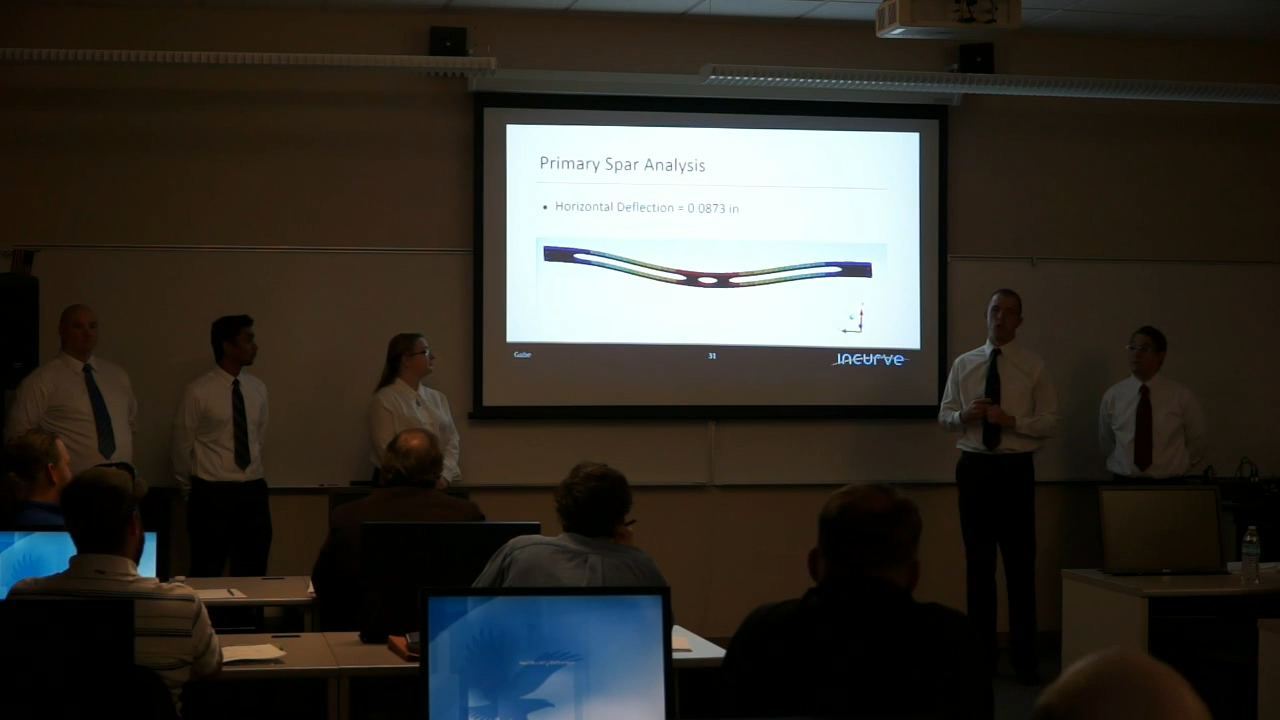 Primary Spar Analysis
• Horizontal Deflection = 0.0873 in
Gabe
31
incurve